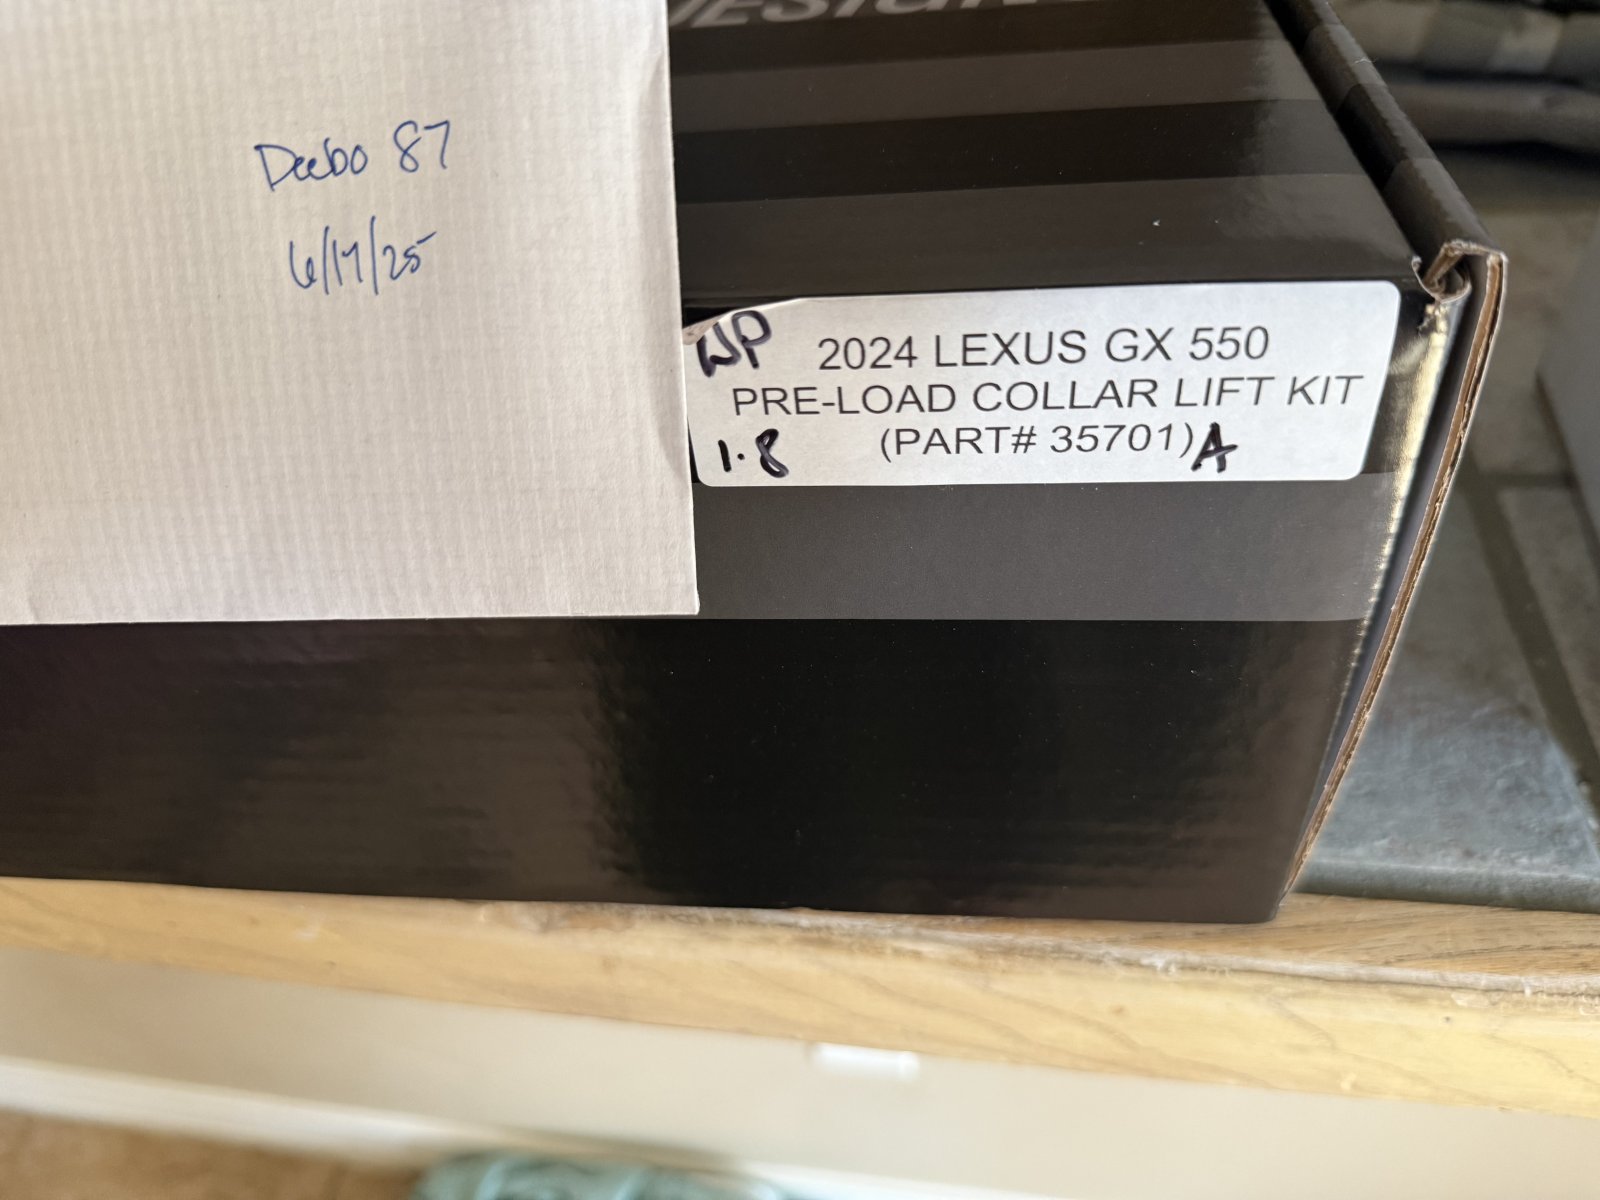 Deebo 87
6/17/25
WP 2024 LEXUS GX 550
PRE-LOAD COLLAR LIFT KIT
1.8 (PART# 35701)A